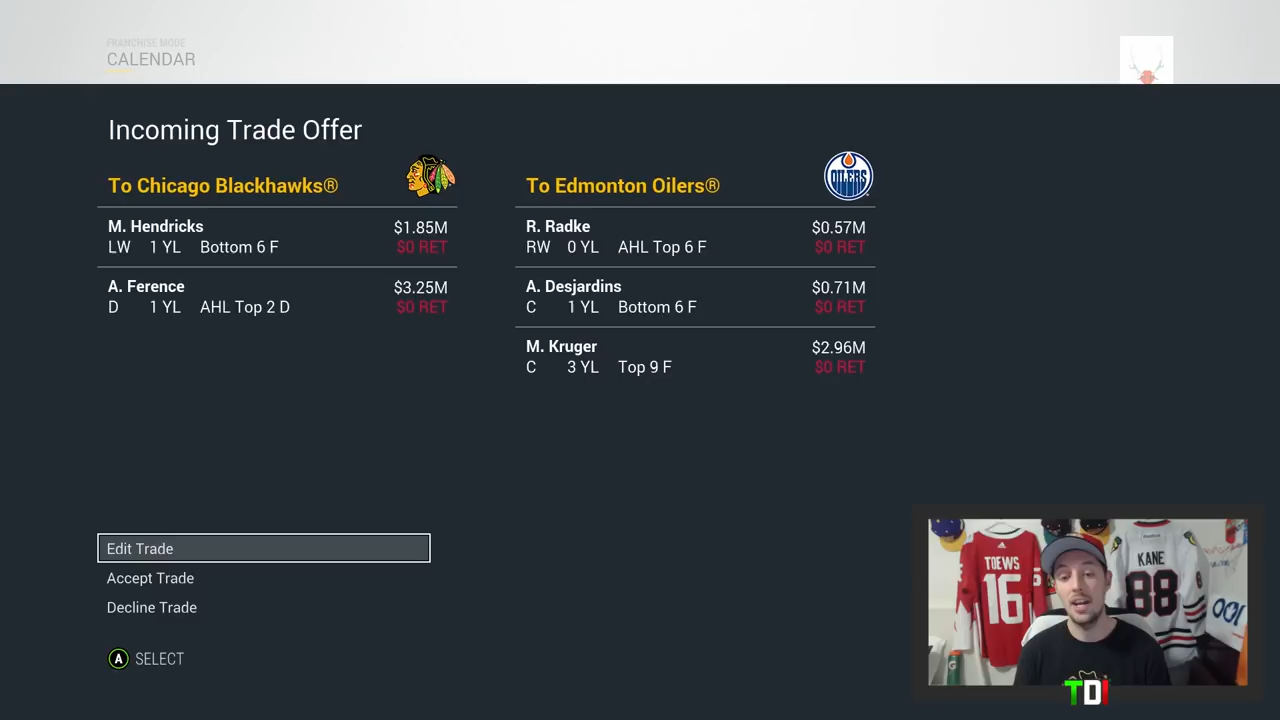 FRANCHISE MODE
CALENDAR
Incoming Trade Offer
To Chicago Blackhawks®
M. Hendricks $1.85M
LW 1 YL Bottom 6 F $0 RET
A. Ference $3.25M
D 1 YL AHL Top 2 D $0 RET
OILERS
To Edmonton Oilers®
R. Radke $0.57M
RW 0 YL AHL Top 6 F $0 RET
A. Desjardins $0.71M
C 1 YL Bottom 6 F $0 RET
M. Kruger $2.96M
C 3 YL Top 9 F $0 RET
Edit Trade
Accept Trade
Decline Trade
A SELECT
TOEWS
16
KANE
88
TDI